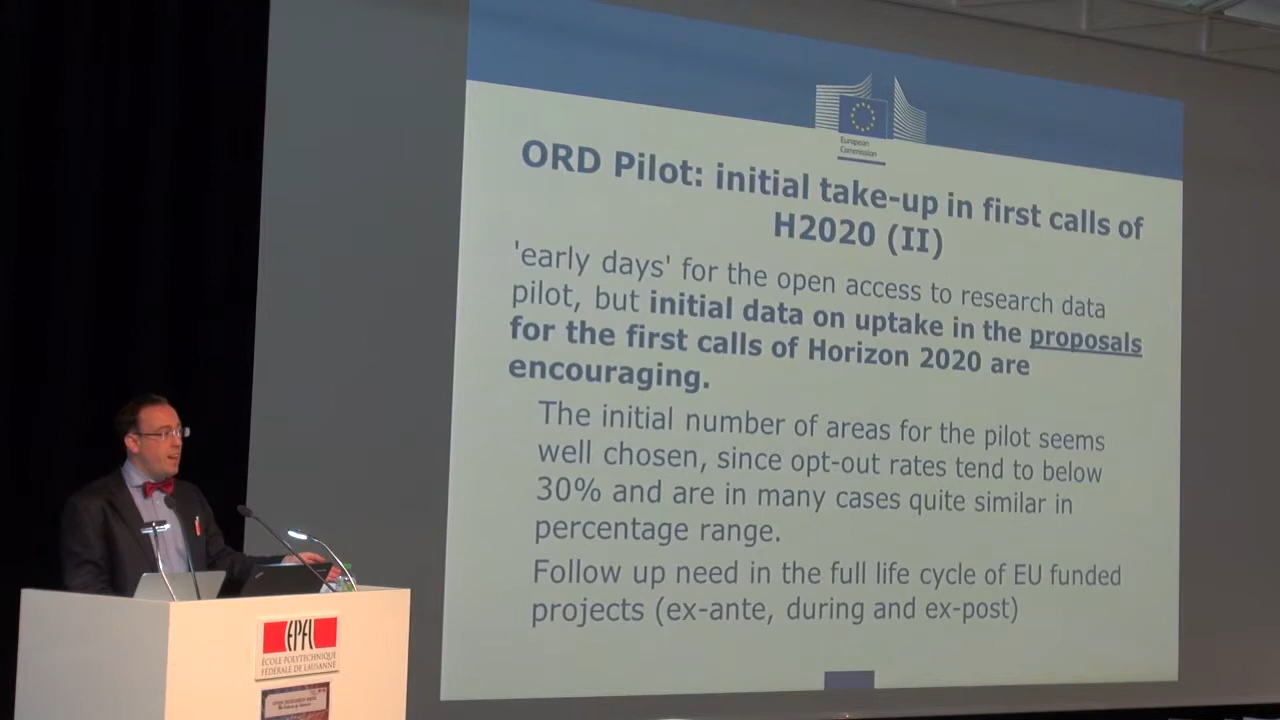 European
Commission
ORD Pilot: initial take-up in first calls of
H2020 (II)
'early days' for the open access to research data
pilot, but initial data on uptake in the proposals
for the first calls of Horizon 2020 are
encouraging.
The initial number of areas for the pilot seems
well chosen, since opt-out rates tend to below
30% and are in many cases quite similar in
percentage range.
Follow up need in the full life cycle of EU funded
projects (ex-ante, during and ex-post)
EPFL
ÉCOLE POLYTECHNIQUE
FÉDÉRALE DE LAUSANNE